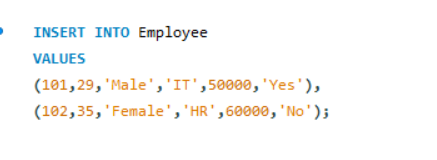 INSERT INTO Employee
VALUES
(101,29,'Male','IT',50000,'Yes'),
(102,35,'Female','HR',60000,'No');